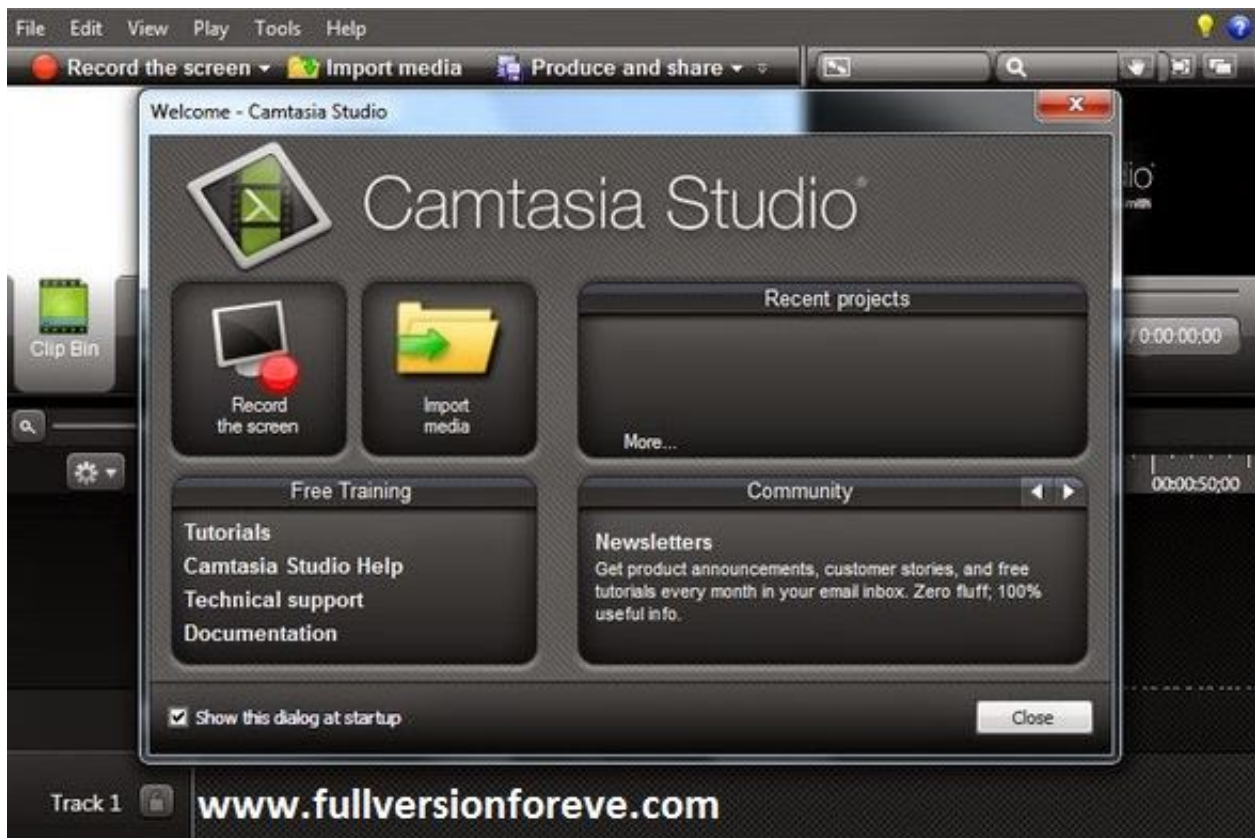 File Edit View Play Tools Help
Record the screen Import media Produce and share
Welcome - Camtasia Studio
Camtasia Studio®
Clip Bin
Record
the screen
Import
media
Recent projects
More...
/ 0:00:00;00
Free Training
Tutorials
Camtasia Studio Help
Technical support
Documentation
Community
Newsletters
Get product announcements, customer stories, and free
tutorials every month in your email inbox. Zero fluff; 100%
useful info.
00:00:50;00
Show this dialog at startup
Close
Track 1
www.fullversionforeve.com